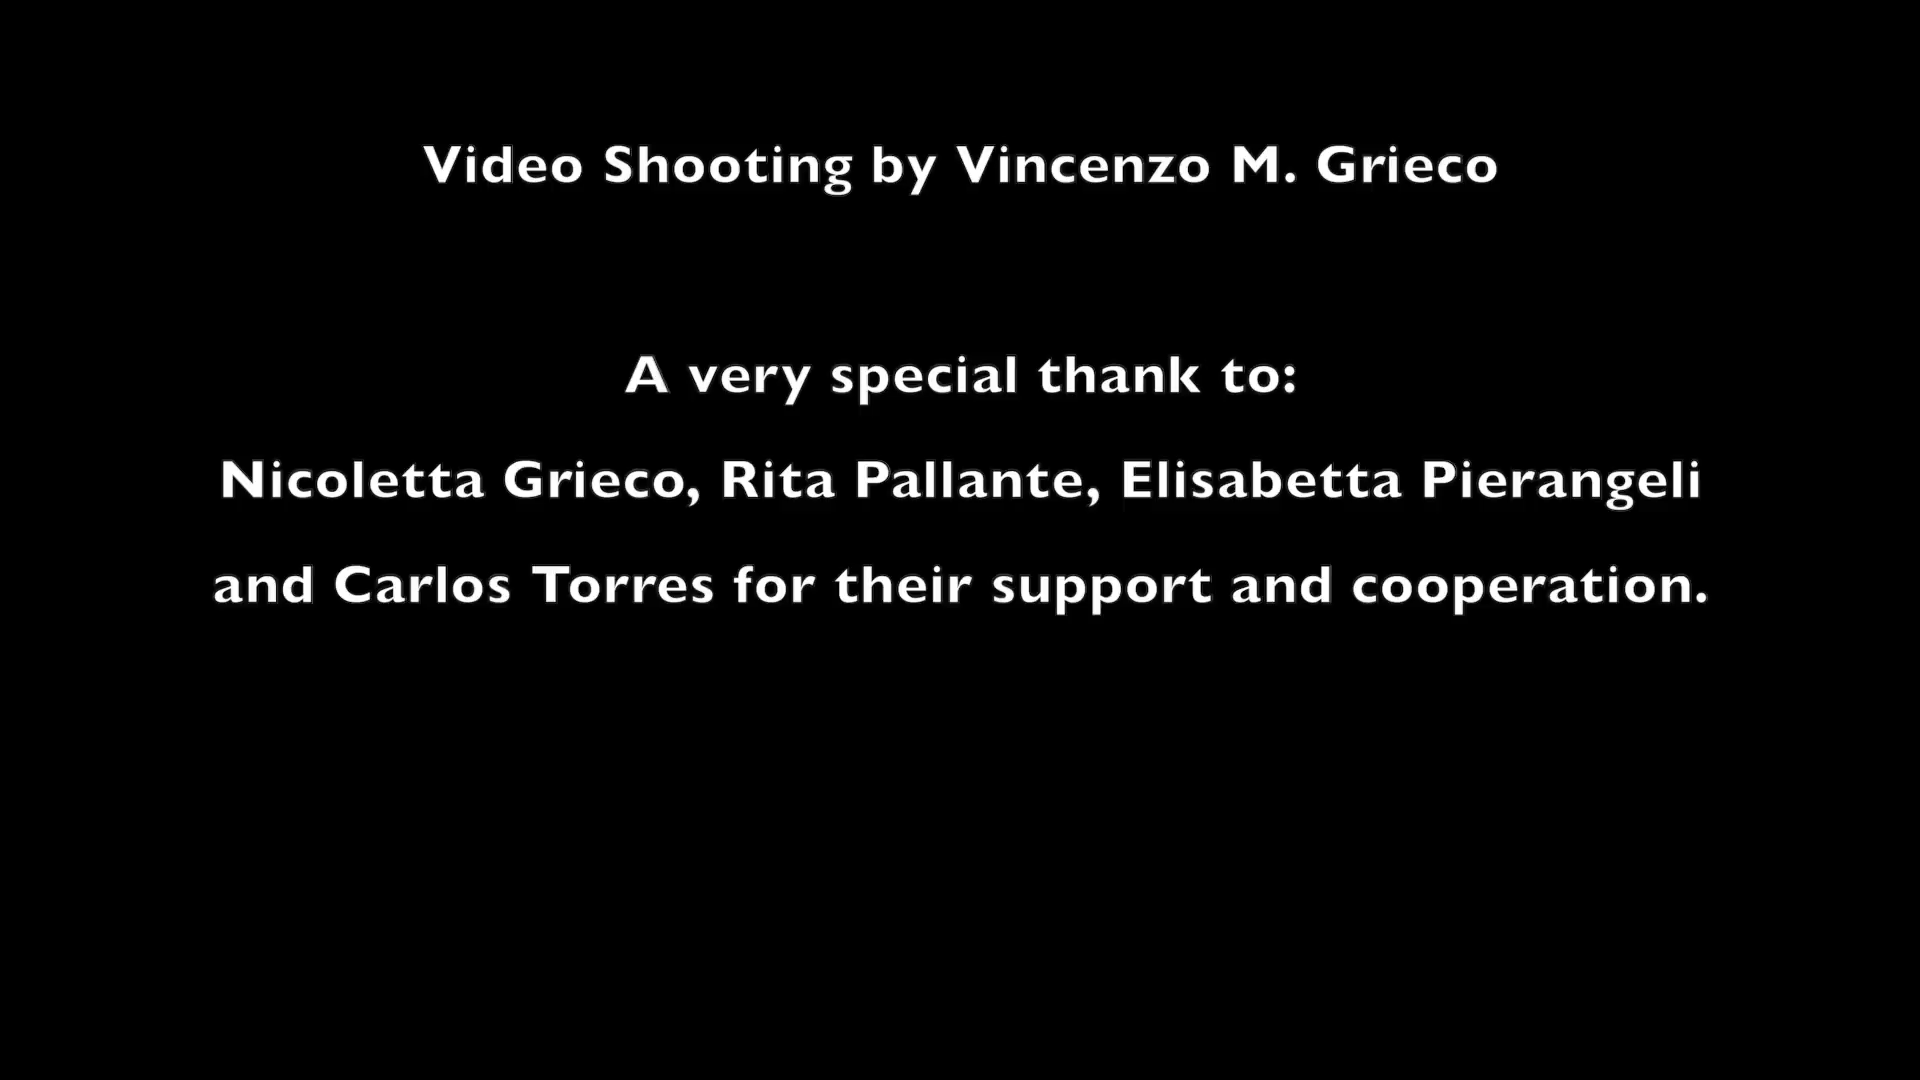 Video Shooting by Vincenzo M. Grieco
A very special thank to:
Nicoletta Grieco, Rita Pallante, Elisabetta Pierangeli
and Carlos Torres for their support and cooperation.